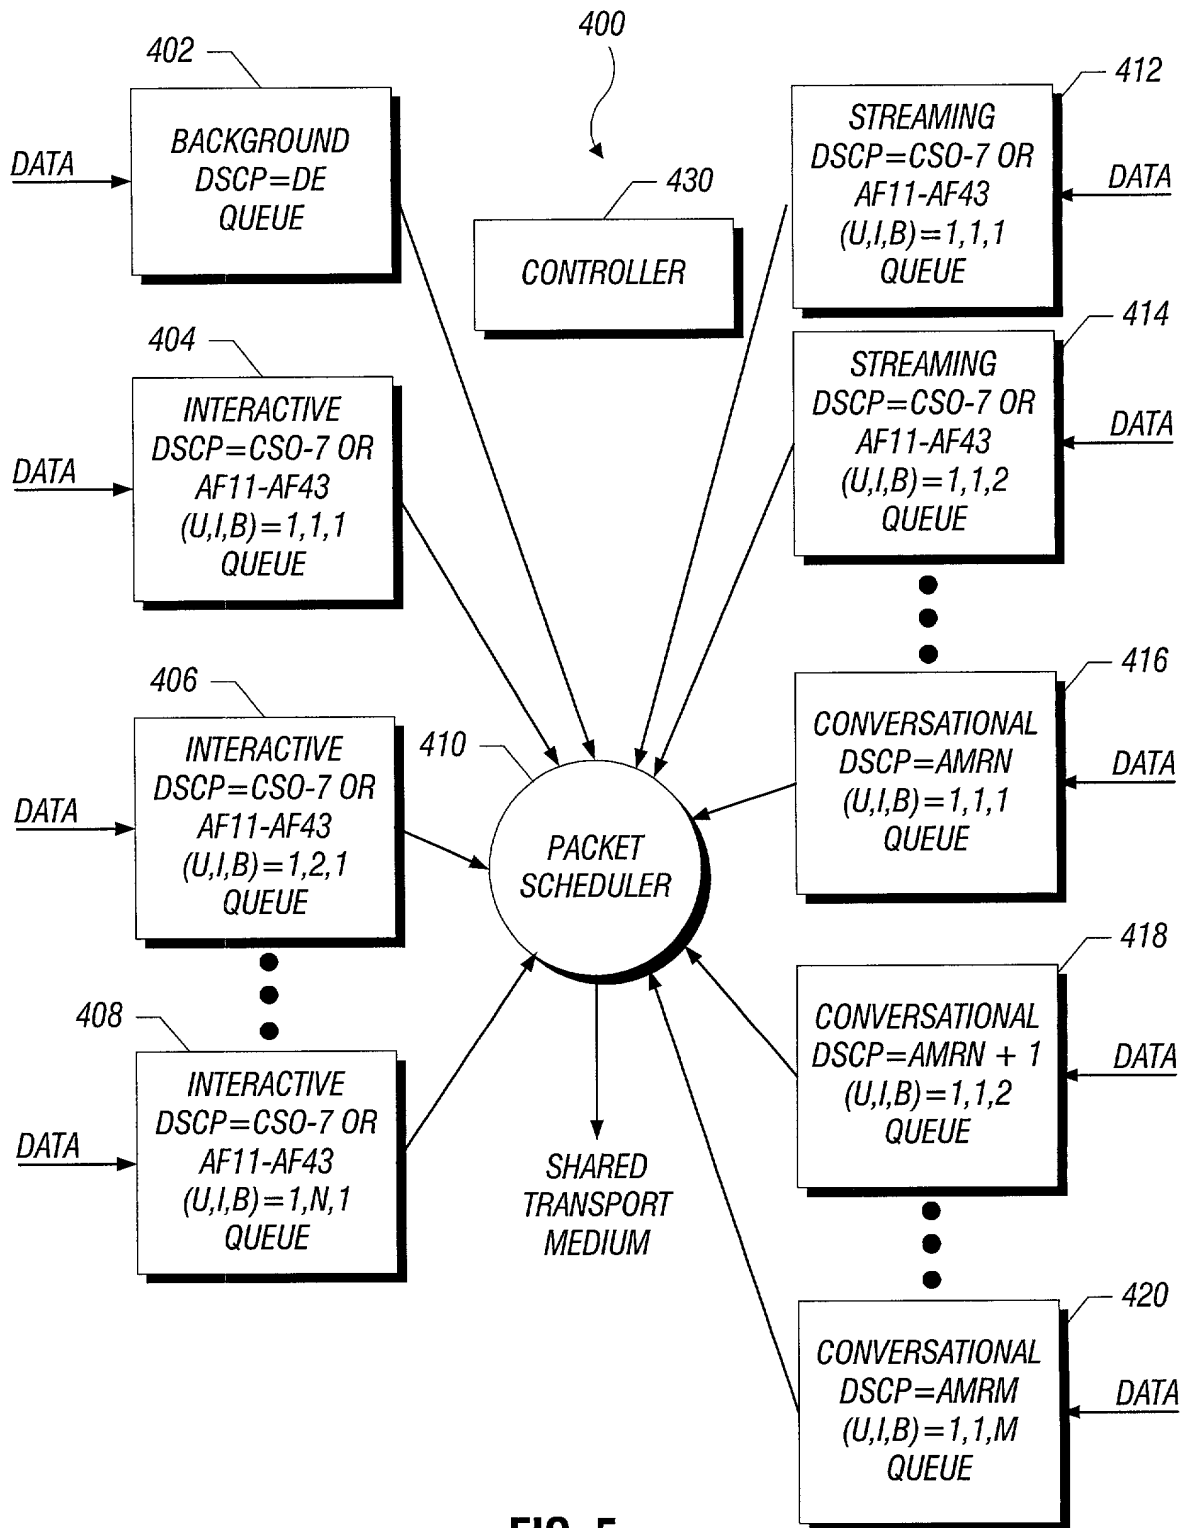 400
402
BACKGROUND
DSCP=DE
QUEUE
DATA
430
CONTROLLER
412
STREAMING
DSCP=CSO-7 OR
AF11-AF43
(U,I,B)=1,1,1
QUEUE
DATA
404
INTERACTIVE
DSCP=CSO-7 OR
AF11-AF43
(U,I,B)=1,1,1
QUEUE
DATA
414
STREAMING
DSCP=CSO-7 OR
AF11-AF43
(U,I,B)=1,1,2
QUEUE
DATA
406
INTERACTIVE
DSCP=CSO-7 OR
AF11-AF43
(U,I,B)=1,2,1
QUEUE
DATA
410
PACKET
SCHEDULER
416
CONVERSATIONAL
DSCP=AMRN
(U,I,B)=1,1,1
QUEUE
DATA
408
INTERACTIVE
DSCP=CSO-7 OR
AF11-AF43
(U,I,B)=1,N,1
QUEUE
DATA
SHARED
TRANSPORT
MEDIUM
418
CONVERSATIONAL
DSCP=AMRN + 1
(U,I,B)=1,1,2
QUEUE
DATA
420
CONVERSATIONAL
DSCP=AMRM
(U,I,B)=1,1,M
QUEUE
DATA